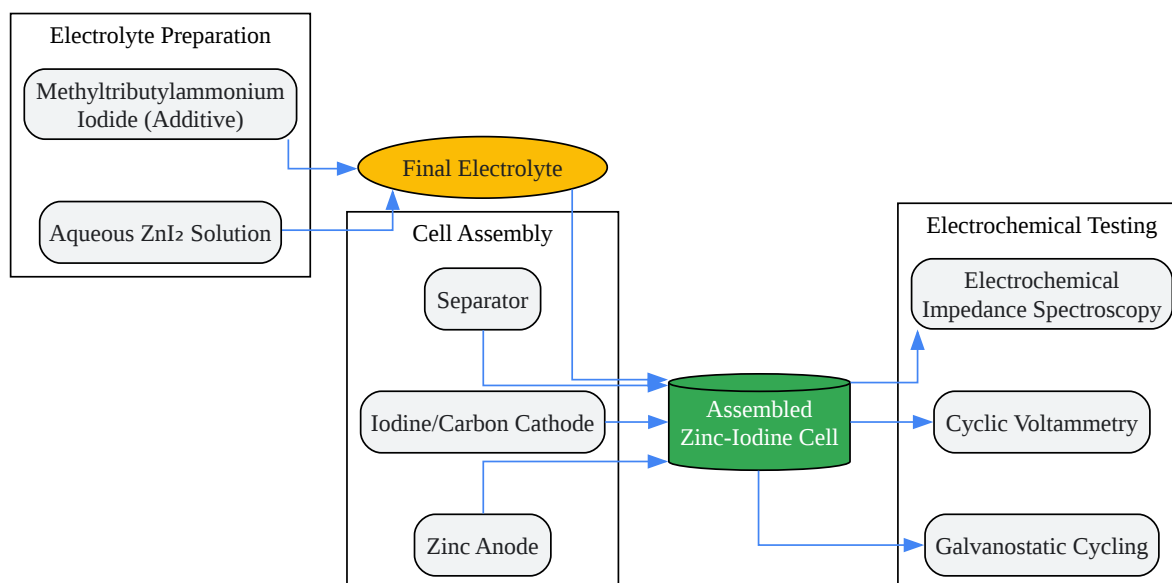 Electrolyte Preparation
Methyltributylammonium
Iodide (Additive)
Aqueous ZnI₂ Solution
Final Electrolyte
Cell Assembly
Separator
Iodine/Carbon Cathode
Zinc Anode
Assembled
Zinc-Iodine Cell
Electrochemical Testing
Electrochemical
Impedance Spectroscopy
Cyclic Voltammetry
Galvanostatic Cycling